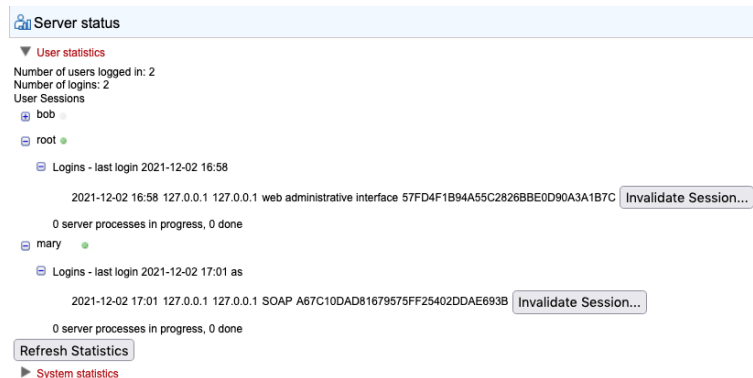 Server status
User statistics
Number of users logged in: 2
Number of logins: 2
User Sessions
bob
root
Logins - last login 2021-12-02 16:58
2021-12-02 16:58 127.0.0.1 127.0.0.1 web administrative interface 57FD4F1B94A55C2826BBE0D90A3A1B7C Invalidate Session...
0 server processes in progress, 0 done
mary
Logins - last login 2021-12-02 17:01 as
2021-12-02 17:01 127.0.0.1 127.0.0.1 SOAP A67C10DAD81679575FF25402DDAE693B Invalidate Session...
0 server processes in progress, 0 done
Refresh Statistics
System statistics